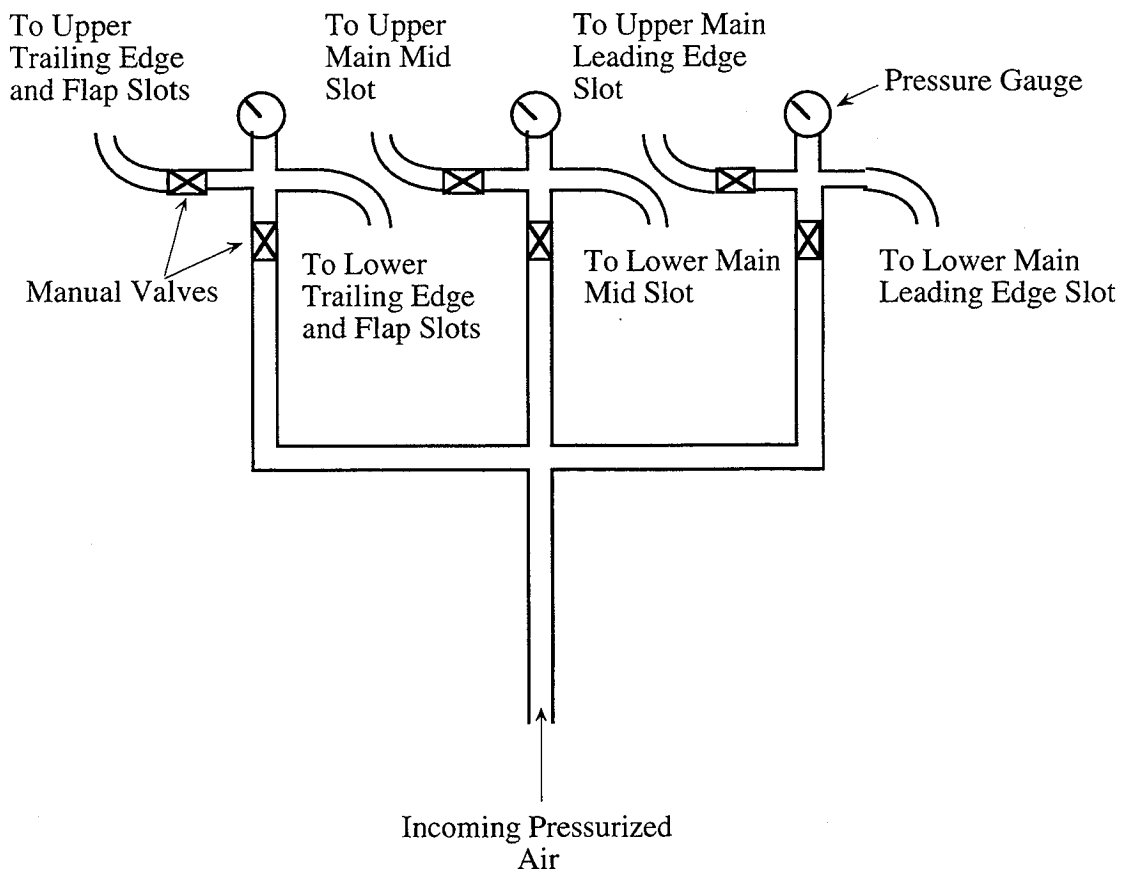 To Upper
Trailing Edge
and Flap Slots
To Upper
Main Mid
Slot
To Upper Main
Leading Edge
Slot
Pressure Gauge
Manual Valves
To Lower
Trailing Edge
and Flap Slots
To Lower Main
Mid Slot
To Lower Main
Leading Edge Slot
Incoming Pressurized
Air